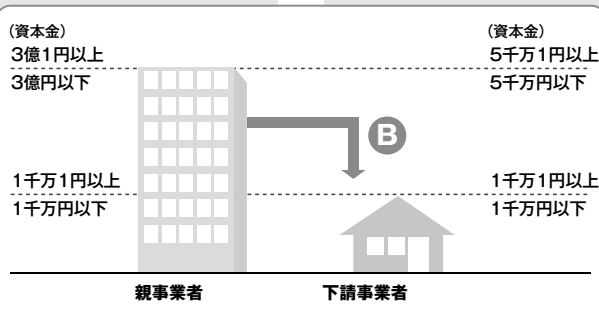 （資本金）
3億1円以上
3億円以下
1千万1円以上
1千万円以下
（資本金）
5千万1円以上
5千万円以下
1千万1円以上
1千万円以下
B
親事業者
下請事業者